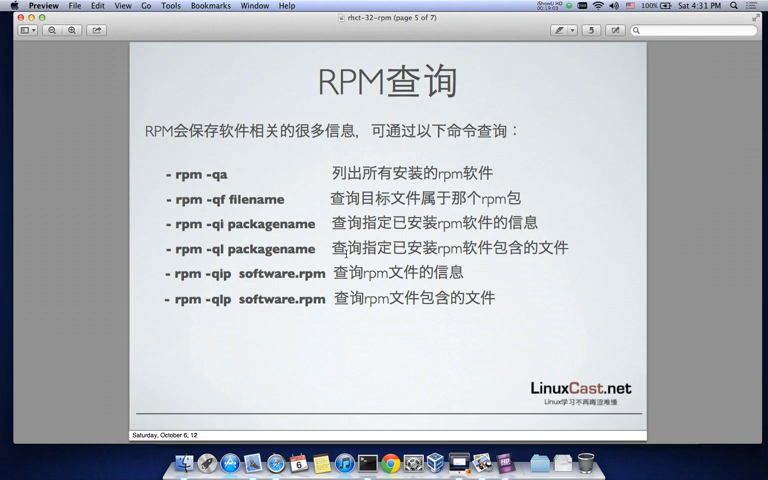 Preview File Edit View Go Tools Bookmarks Window Help
100% Sat 4:31 PM
rhct-32-rpm (page 5 of 7)
RPM查询
RPM会保存软件相关的很多信息，可通过以下命令查询：
- rpm -qa 列出所有安装的rpm软件
- rpm -qf filename 查询目标文件属于那个rpm包
- rpm -qi packagename 查询指定已安装rpm软件的信息
- rpm -ql packagename 查询指定已安装rpm软件包含的文件
- rpm -qip software.rpm 查询rpm文件的信息
- rpm -qlp software.rpm 查询rpm文件包含的文件
LinuxCast.net
Linux学习不再晦涩难懂
Saturday, October 6, 12